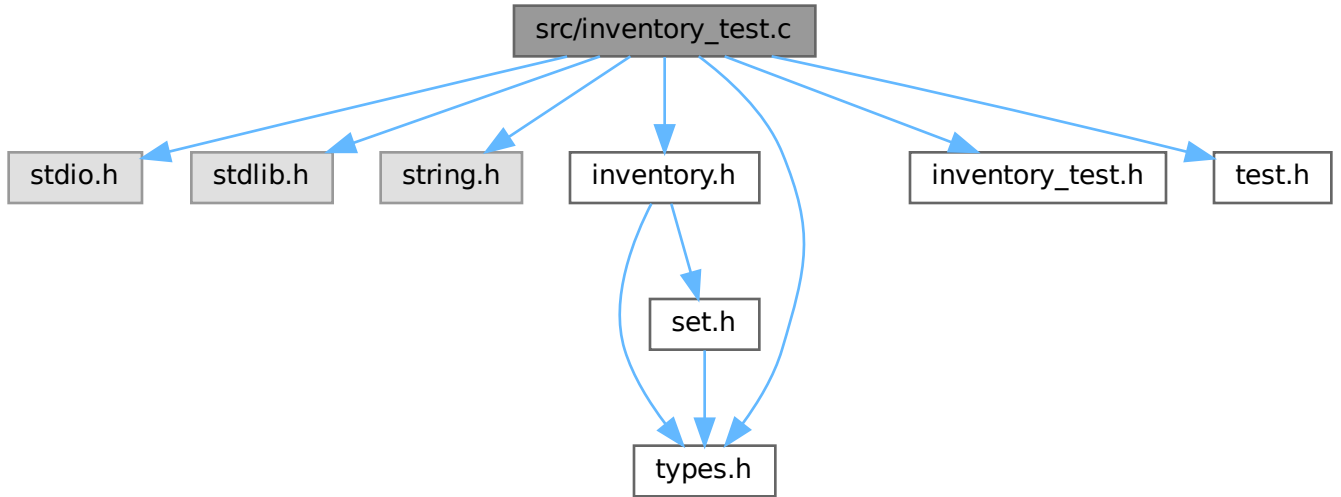 src/inventory_test.c
stdio.h
stdlib.h
string.h
inventory.h
inventory_test.h
test.h
set.h
types.h